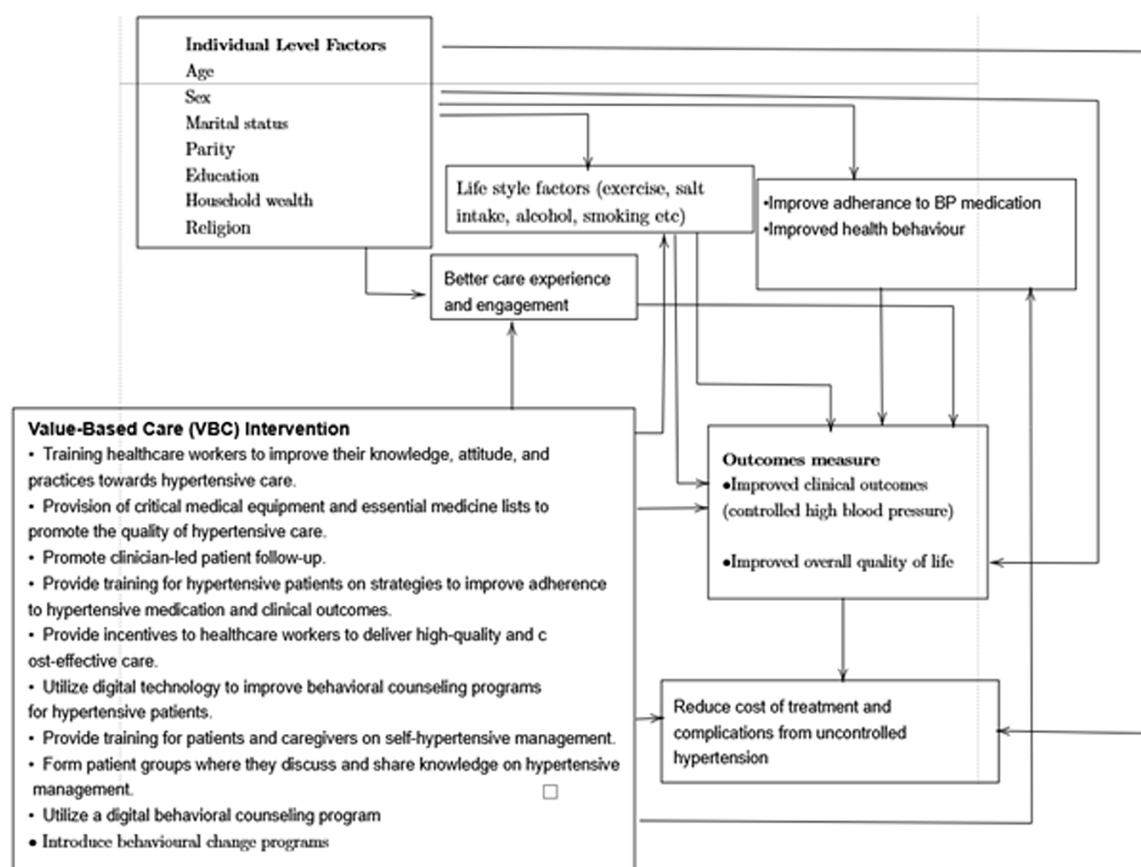 Individual Level Factors
Age
Sex
Marital status
Parity
Education
Household wealth
Religion
Life style factors (exercise, salt
intake, alcohol, smoking etc)
•Improve adherance to BP medication
•Improved health behaviour
Better care experience
and engagement
Value-Based Care (VBC) Intervention
• Training healthcare workers to improve their knowledge, attitude, and
practices towards hypertensive care.
• Provision of critical medical equipment and essential medicine lists to
promote the quality of hypertensive care.
• Promote clinician-led patient follow-up.
• Provide training for hypertensive patients on strategies to improve adherence
to hypertensive medication and clinical outcomes.
• Provide incentives to healthcare workers to deliver high-quality and c
ost-effective care.
• Utilize digital technology to improve behavioral counseling programs
for hypertensive patients.
• Provide training for patients and caregivers on self-hypertensive management.
• Form patient groups where they discuss and share knowledge on hypertensive
management.
• Utilize a digital behavioral counseling program
• Introduce behavioural change programs
Outcomes measure
•Improved clinical outcomes
(controlled high blood pressure)
•Improved overall quality of life
Reduce cost of treatment and
complications from uncontrolled
hypertension